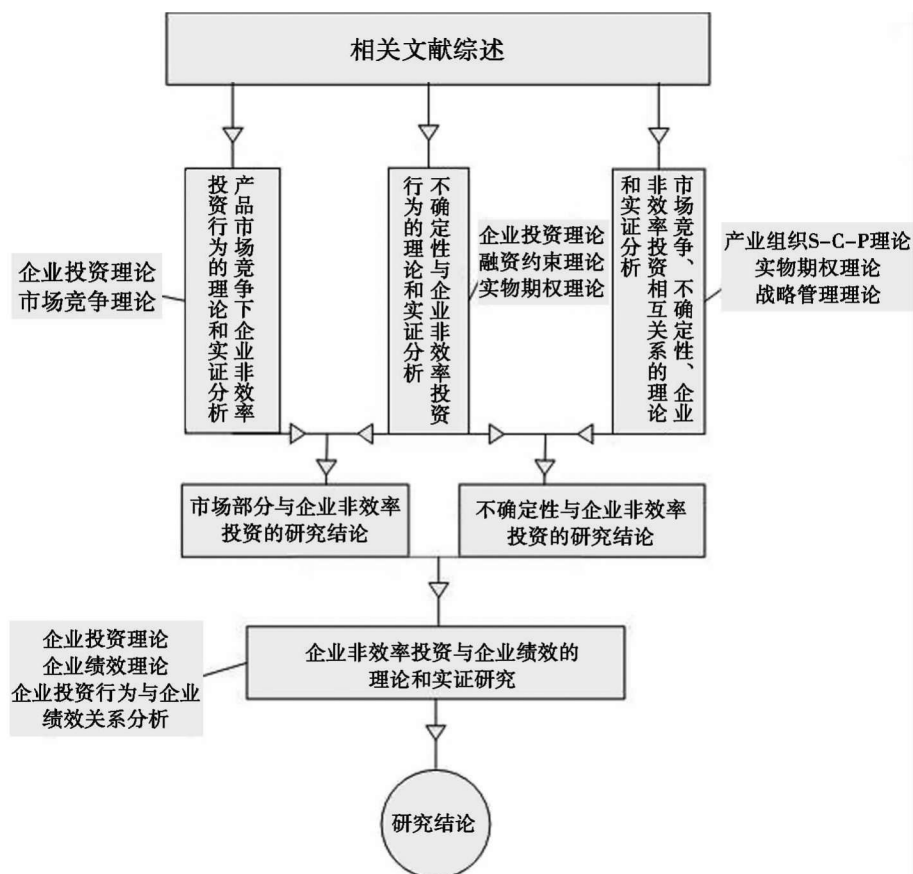 相关文献综述
产品市场竞争下企业非效率
投资行为的理论和实证分析
不确定性与企业非效率投资
行为的理论和实证分析
市场竞争、不确定性、企业
非效率投资相互关系的理论
和实证分析
企业投资理论
市场竞争理论
企业投资理论
融资约束理论
实物期权理论
产业组织S-C-P理论
实物期权理论
战略管理理论
市场部分与企业非效率
投资的研究结论
不确定性与企业非效率
投资的研究结论
企业投资理论
企业绩效理论
企业投资行为与企业
绩效关系分析
企业非效率投资与企业绩效的
理论和实证研究
研究结论